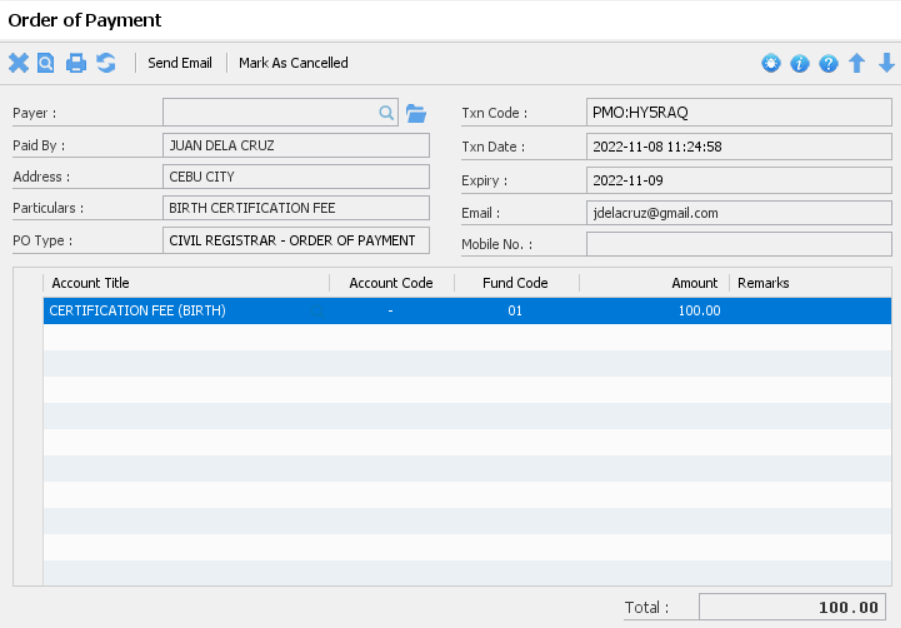 Order of Payment
Send Email
Mark As Cancelled
Payer :
Paid By : JUAN DELA CRUZ
Address : CEBU CITY
Particulars : BIRTH CERTIFICATION FEE
PO Type : CIVIL REGISTRAR - ORDER OF PAYMENT
Txn Code : PMO:HY5RAQ
Txn Date : 2022-11-08 11:24:58
Expiry : 2022-11-09
Email : jdelacruz@gmail.com
Mobile No. :
Account Title Account Code Fund Code Amount Remarks
CERTIFICATION FEE (BIRTH) - 01 100.00
Total : 100.00